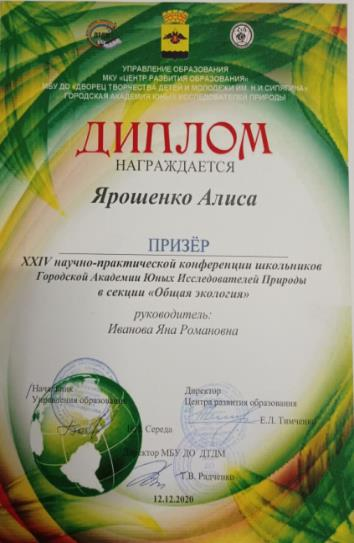 УПРАВЛЕНИЕ ОБРАЗОВАНИЯ
МКУ «ЦЕНТР РАЗВИТИЯ ОБРАЗОВАНИЯ»
МБУ ДО «ДВОРЕЦ ТВОРЧЕСТВА ДЕТЕЙ И МОЛОДЕЖИ ИМ. Н.И.СИПЯГИНА»
ГОРОДСКАЯ АКАДЕМИЯ ЮНЫХ ИССЛЕДОВАТЕЛЕЙ ПРИРОДЫ
ДИПЛОМ
НАГРАЖДАЕТСЯ
Ярошенко Алиса
ПРИЗЁР
XXIV научно-практической конференции школьников
Городской Академии Юных Исследователей Природы
в секции «Общая экология»
руководитель:
Иванова Яна Романовна
Начальник
Управления образования
Середа
Директор
Центра развития образования
Е.Л. Тимченко
Директор МБУ ДО ДТДМ
Т.В. Радченко
12.12.2020